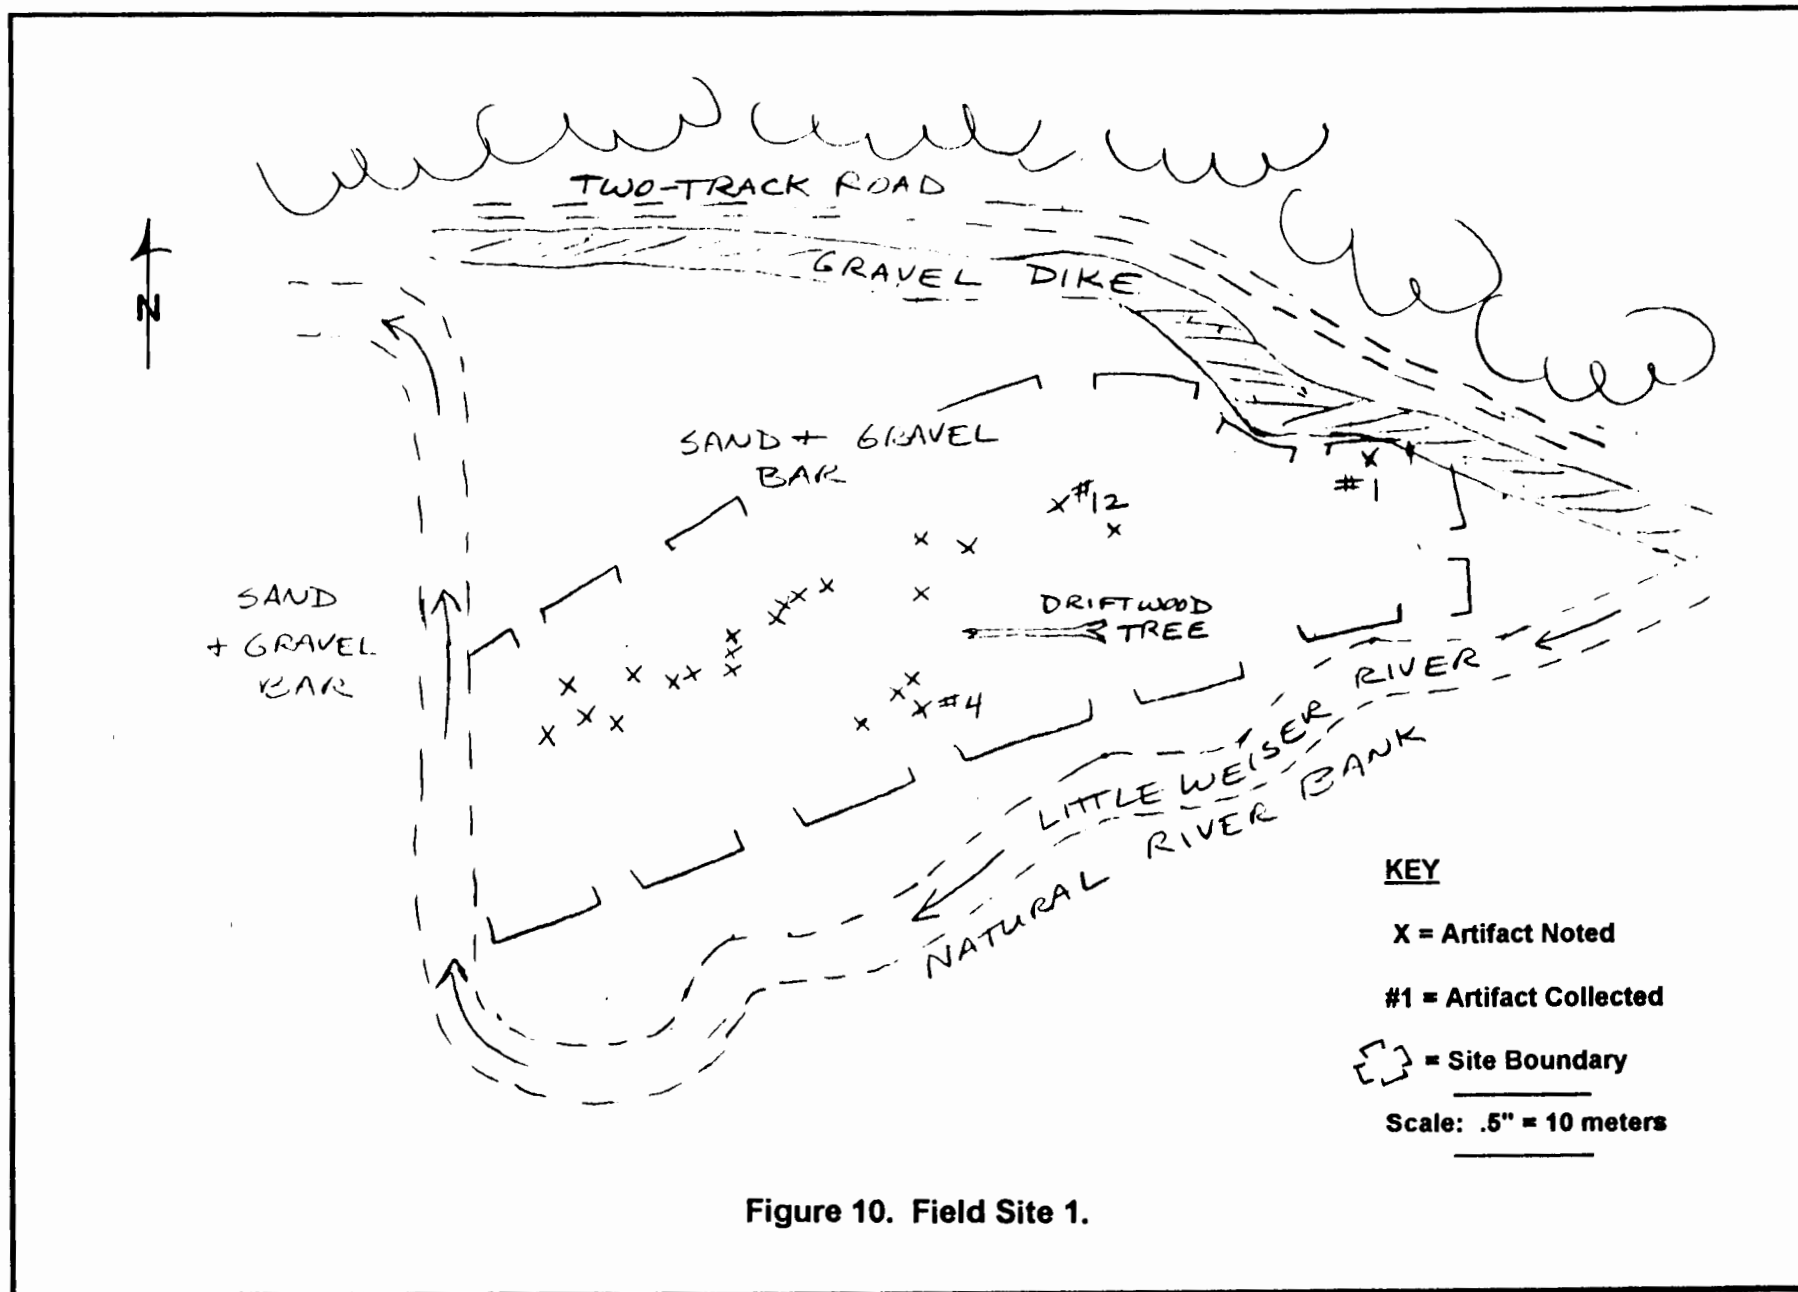 TWO-TRACK ROAD
GRAVEL DIKE
N
SAND + GRAVEL
BAR
X
#1
X #12
X
X X
X X X X
X
DRIFTWOOD
TREE
SAND
+ GRAVEL
BAR
X
X
X
X
X X X
X
X
X
X X
X
X #4
X
LITTLE WEISER RIVER
NATURAL RIVER BANK
KEY
X = Artifact Noted
#1 = Artifact Collected
= Site Boundary
Scale: .5" = 10 meters
Figure 10. Field Site 1.